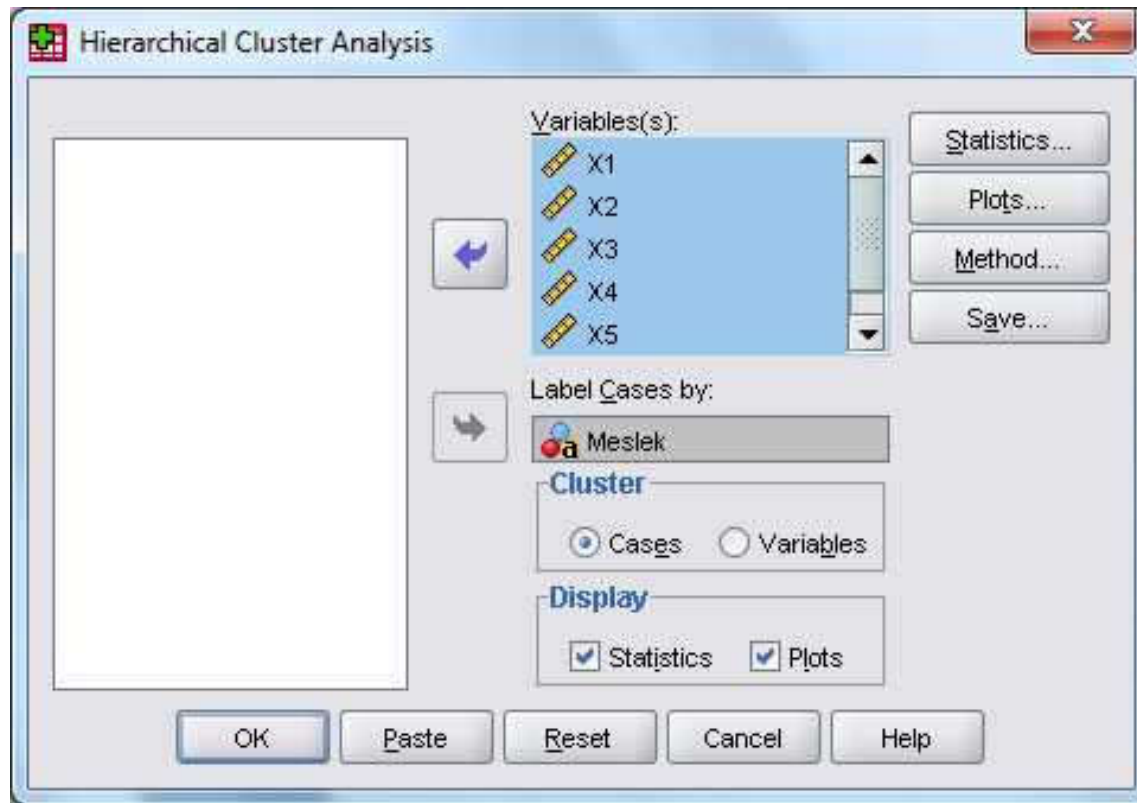 Hierarchical Cluster Analysis
Variables(s):
X1
X2
X3
X4
X5
Statistics...
Plots...
Method...
Save...
Label Cases by:
a Meslek
Cluster
Cases Variables
Display
Statistics Plots
OK Paste Reset Cancel Help